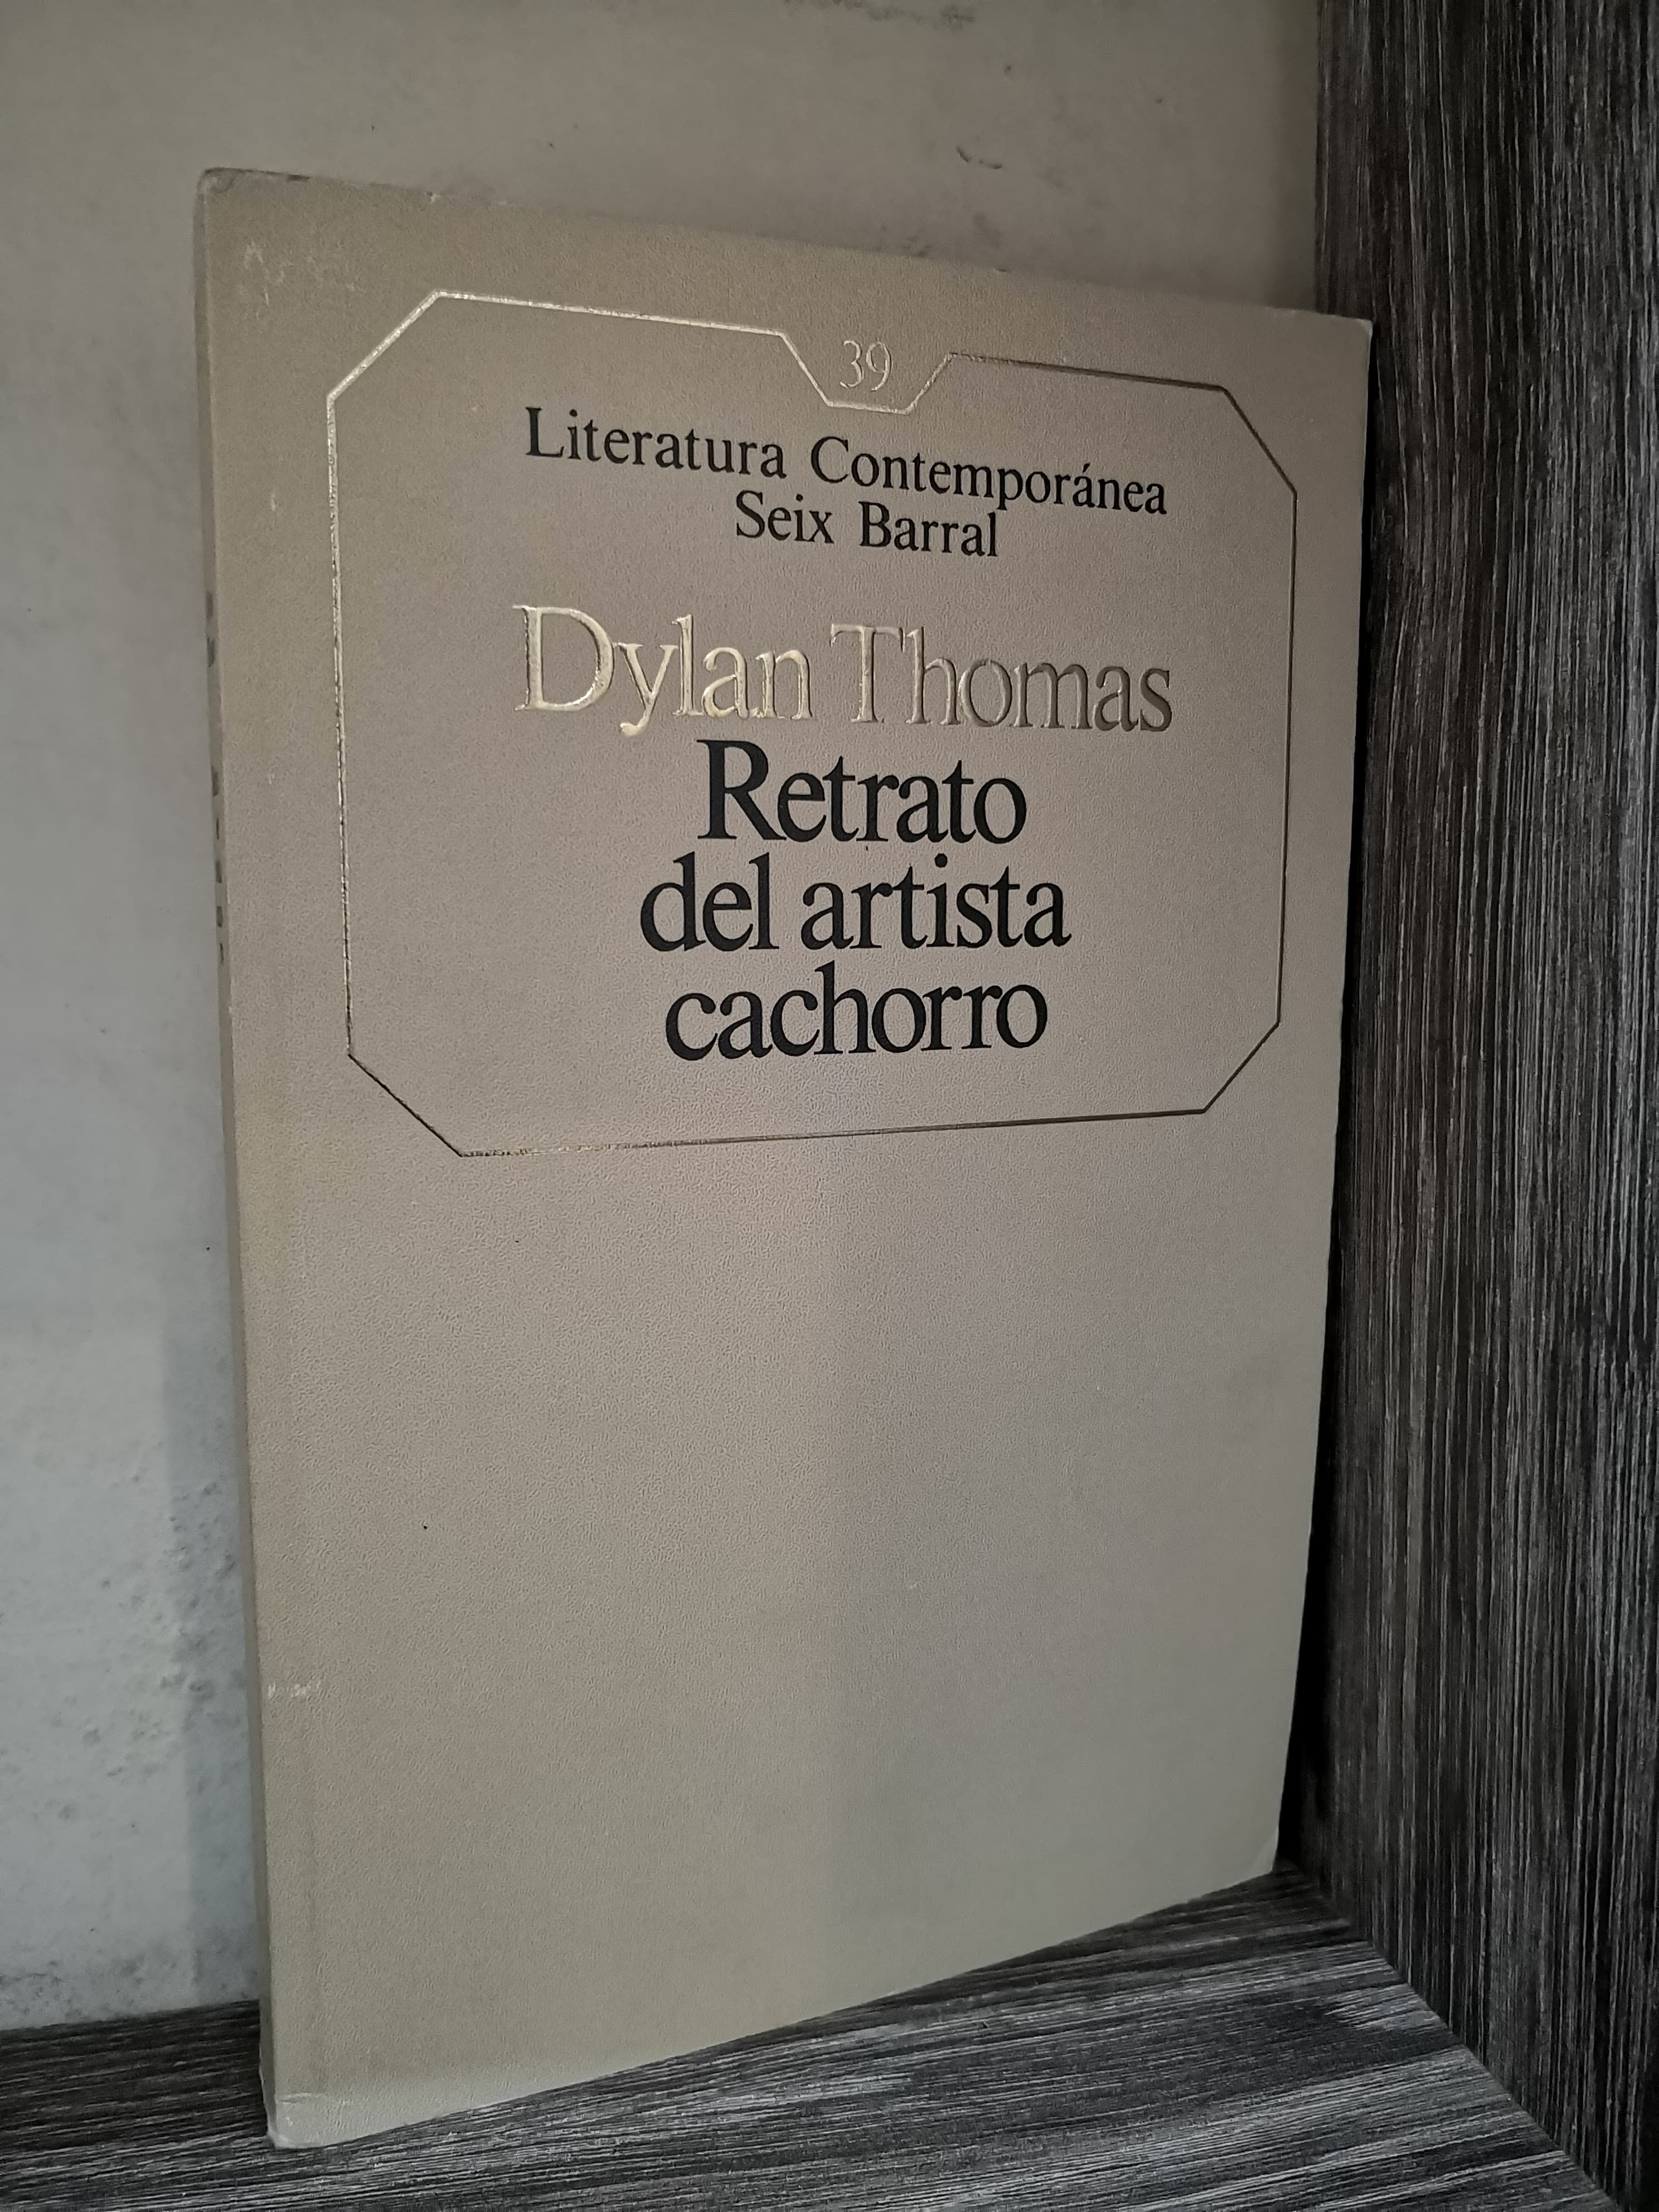 39
Literatura Contemporánea
Seix Barral
Dylan Thomas
Retrato
del artista
cachorro